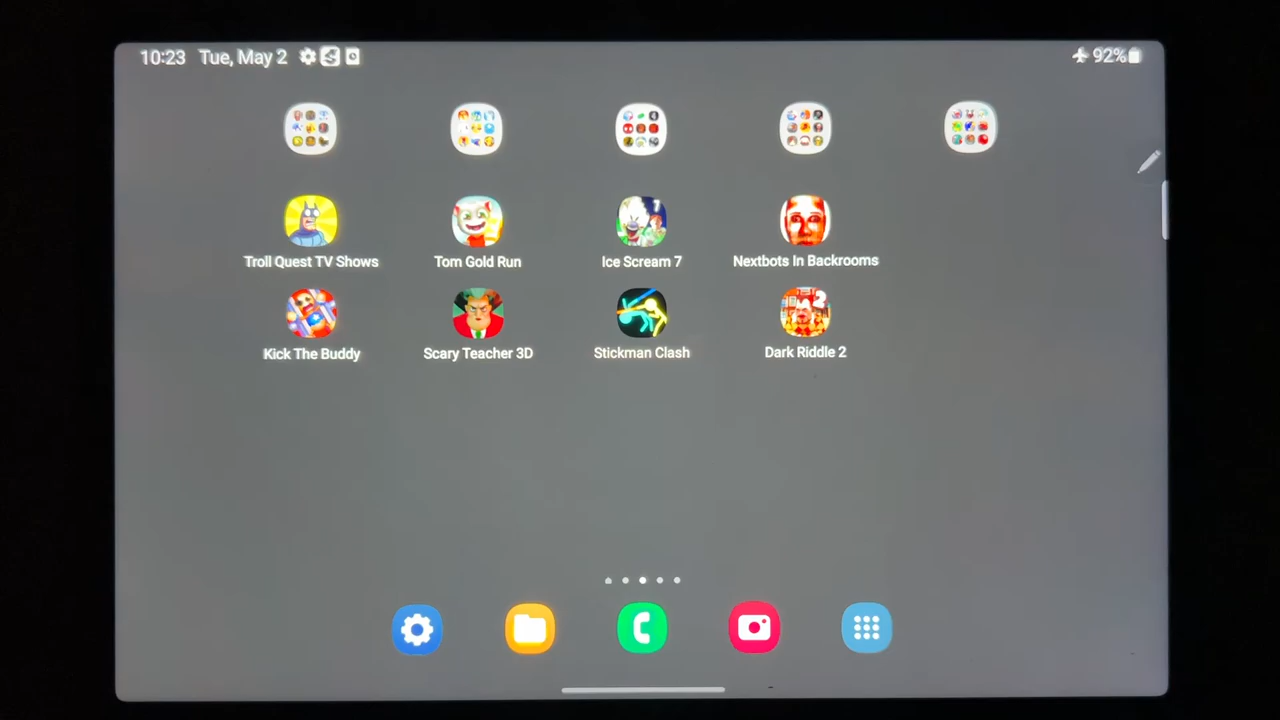 10:23 Tue, May 2 92%
Troll Quest TV Shows Tom Gold Run Ice Scream 7 Nextbots In Backrooms
Kick The Buddy Scary Teacher 3D Stickman Clash Dark Riddle 2